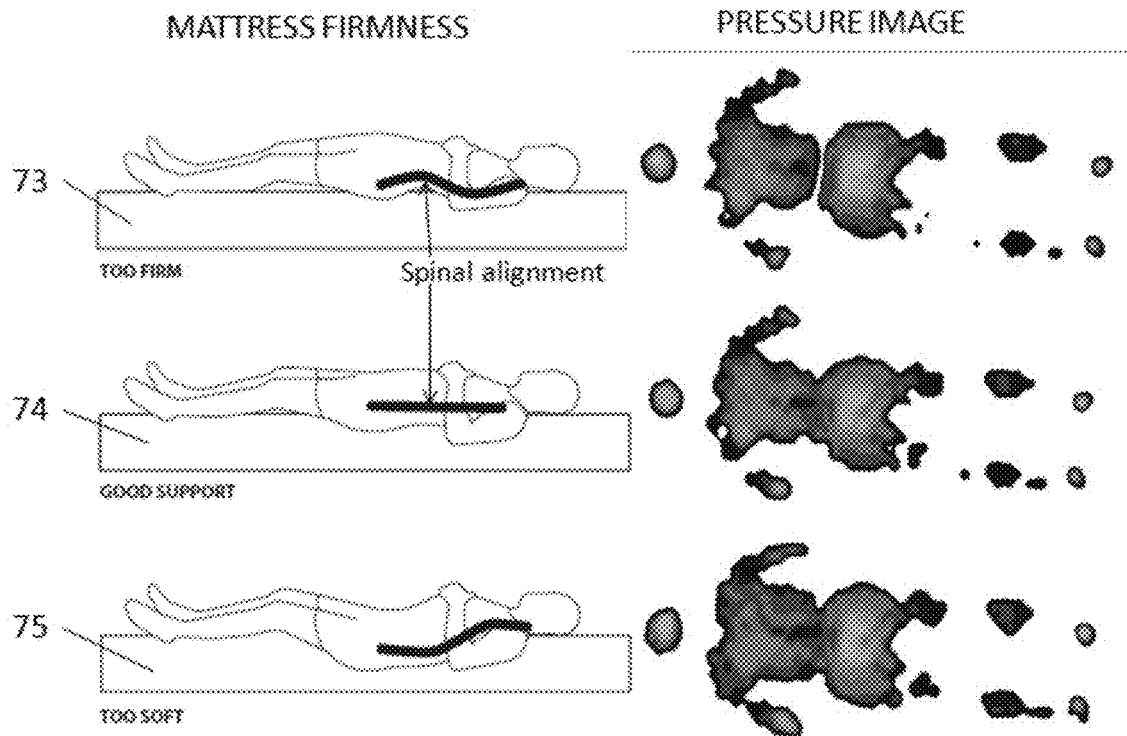 MATTRESS FIRMNESS
PRESSURE IMAGE
73
TOO FIRM
Spinal alignment
74
GOOD SUPPORT
75
TOO SOFT